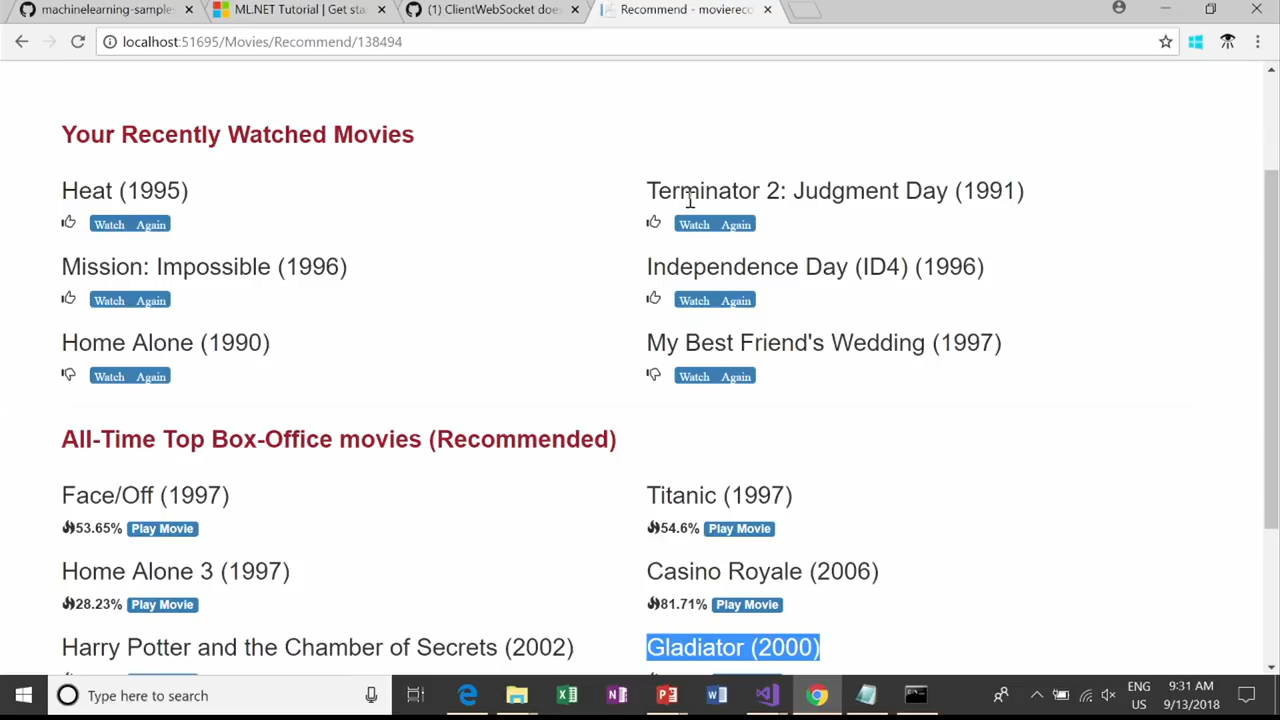 machinelearning-samples
ML.NET Tutorial | Get sta
(1) ClientWebSocket does
Recommend - moviereco
localhost:51695/Movies/Recommend/138494
Your Recently Watched Movies
Heat (1995)
Terminator 2: Judgment Day (1991)
Watch Again
Watch Again
Mission: Impossible (1996)
Independence Day (ID4) (1996)
Watch Again
Watch Again
Home Alone (1990)
My Best Friend's Wedding (1997)
Watch Again
Watch Again
All-Time Top Box-Office movies (Recommended)
Face/Off (1997)
Titanic (1997)
53.65% Play Movie
54.6% Play Movie
Home Alone 3 (1997)
Casino Royale (2006)
28.23% Play Movie
81.71% Play Movie
Harry Potter and the Chamber of Secrets (2002)
Gladiator (2000)
Type here to search
ENG
US
9:31 AM
9/13/2018